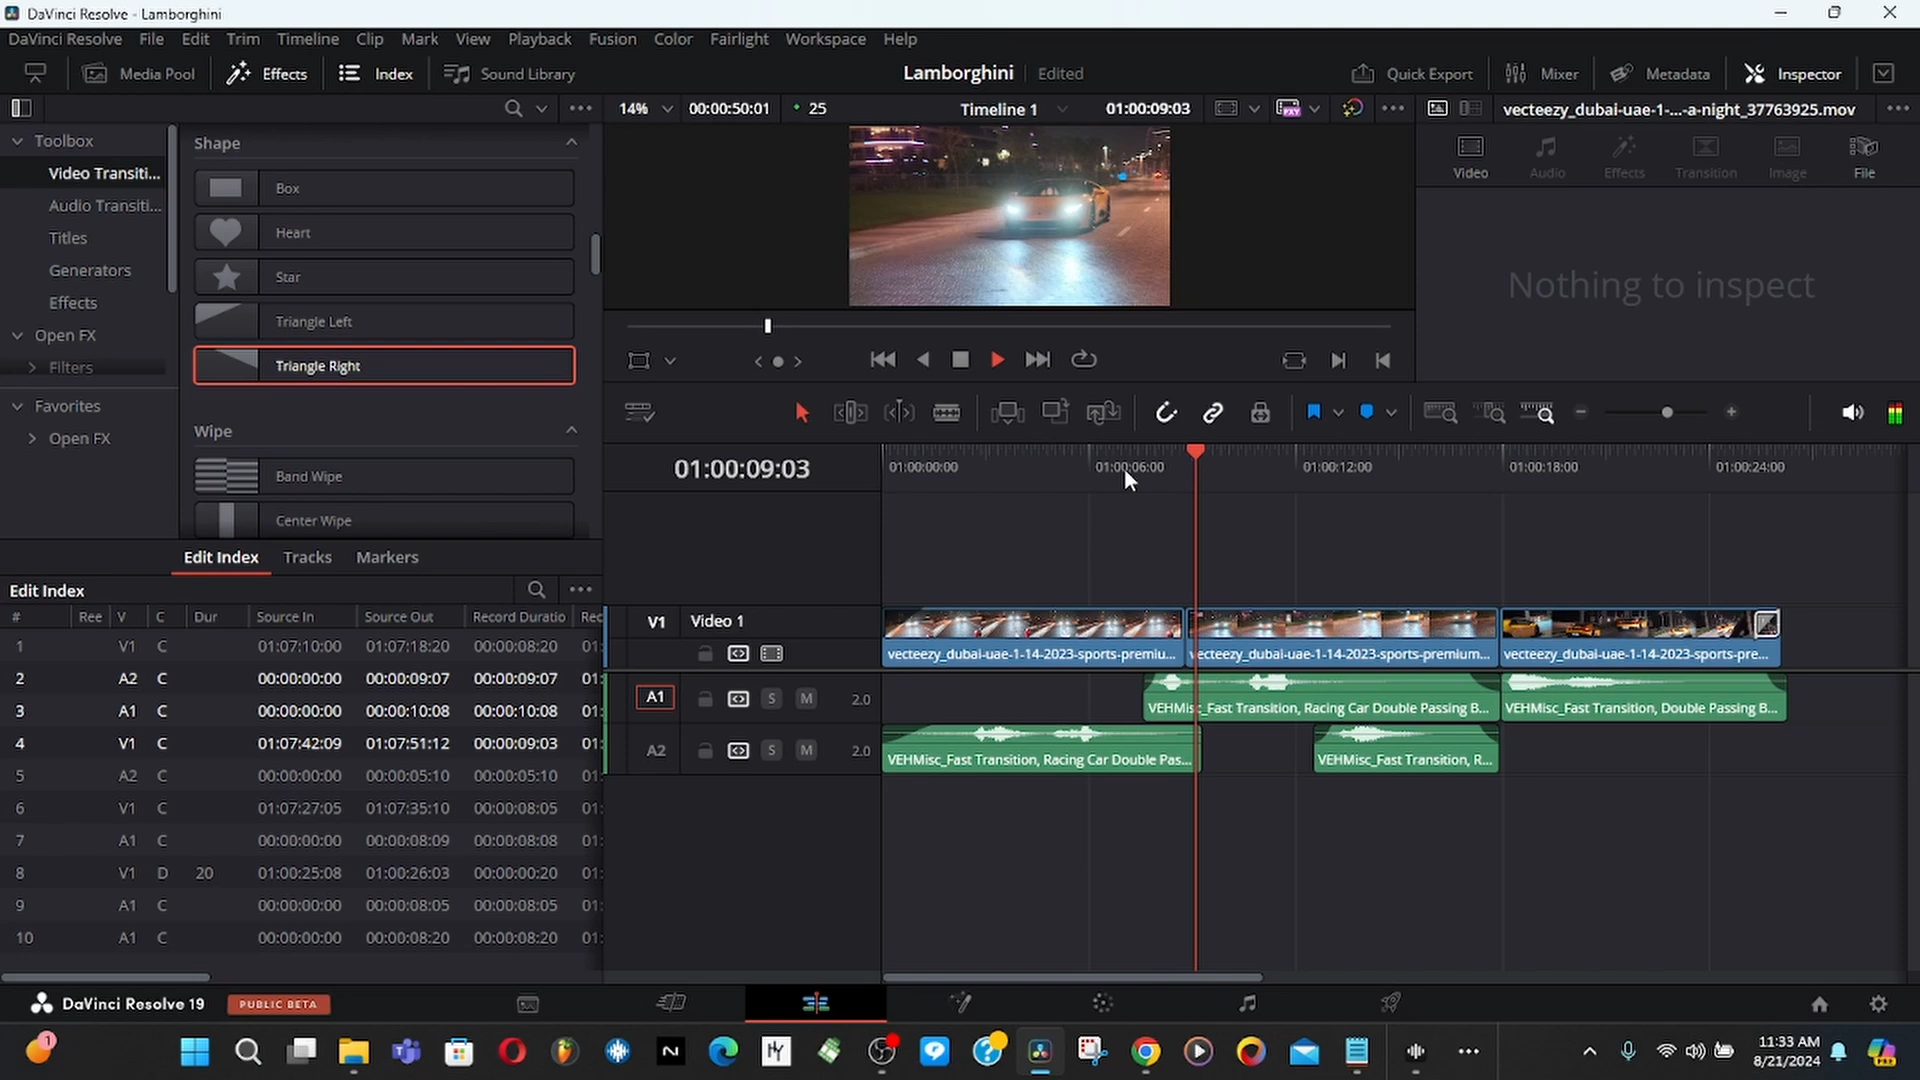 DaVinci Resolve - Lamborghini
DaVinci Resolve File Edit Trim Timeline Clip Mark View Playback Fusion Color Fairlight Workspace Help
Media Pool Effects Index Sound Library Lamborghini Edited Quick Export Mixer Metadata Inspector
14% 00:00:50:01 25 Timeline 1 01:00:09:03 vecteezy_dubai-uae-1-...-a-night_37763925.mov
Toolbox
Video Transiti...
Audio Transiti...
Titles
Generators
Effects
Open FX
Filters
Favorites
Open FX
Shape
Box
Heart
Star
Triangle Left
Triangle Right
Wipe
Band Wipe
Center Wipe
Video Audio Effects Transition Image File
Nothing to inspect
01:00:09:03
01:00:00:00 01:00:06:00 01:00:12:00 01:00:18:00 01:00:24:00
V1 Video 1
vecteezy_dubai-uae-1-14-2023-sports-premiu... vecteezy_dubai-uae-1-14-2023-sports-premium... vecteezy_dubai-uae-1-14-2023-sports-pre...
A1 S M 2.0
VEHMisc_Fast Transition, Racing Car Double Passing B... VEHMisc_Fast Transition, Double Passing B...
A2 S M 2.0
VEHMisc_Fast Transition, Racing Car Double Pas... VEHMisc_Fast Transition, R...
Edit Index Tracks Markers
Edit Index
# Ree V C Dur Source In Source Out Record Duratio Rec
1 V1 C 01:07:10:00 01:07:18:20 00:00:08:20 01:
2 A2 C 00:00:00:00 00:00:09:07 00:00:09:07 01:
3 A1 C 00:00:00:00 00:00:10:08 00:00:10:08 01:
4 V1 C 01:07:42:09 01:07:51:12 00:00:09:03 01:
5 A2 C 00:00:00:00 00:00:05:10 00:00:05:10 01:
6 V1 C 01:07:27:05 01:07:35:10 00:00:08:05 01:
7 A1 C 00:00:00:00 00:00:08:09 00:00:08:08 01:
8 V1 D 20 01:00:25:08 01:00:26:03 00:00:00:20 01:
9 A1 C 00:00:00:00 00:00:08:05 00:00:08:05 01:
10 A1 C 00:00:00:00 00:00:08:20 00:00:08:20 01:
DaVinci Resolve 19 PUBLIC BETA
11:33 AM
8/21/2024